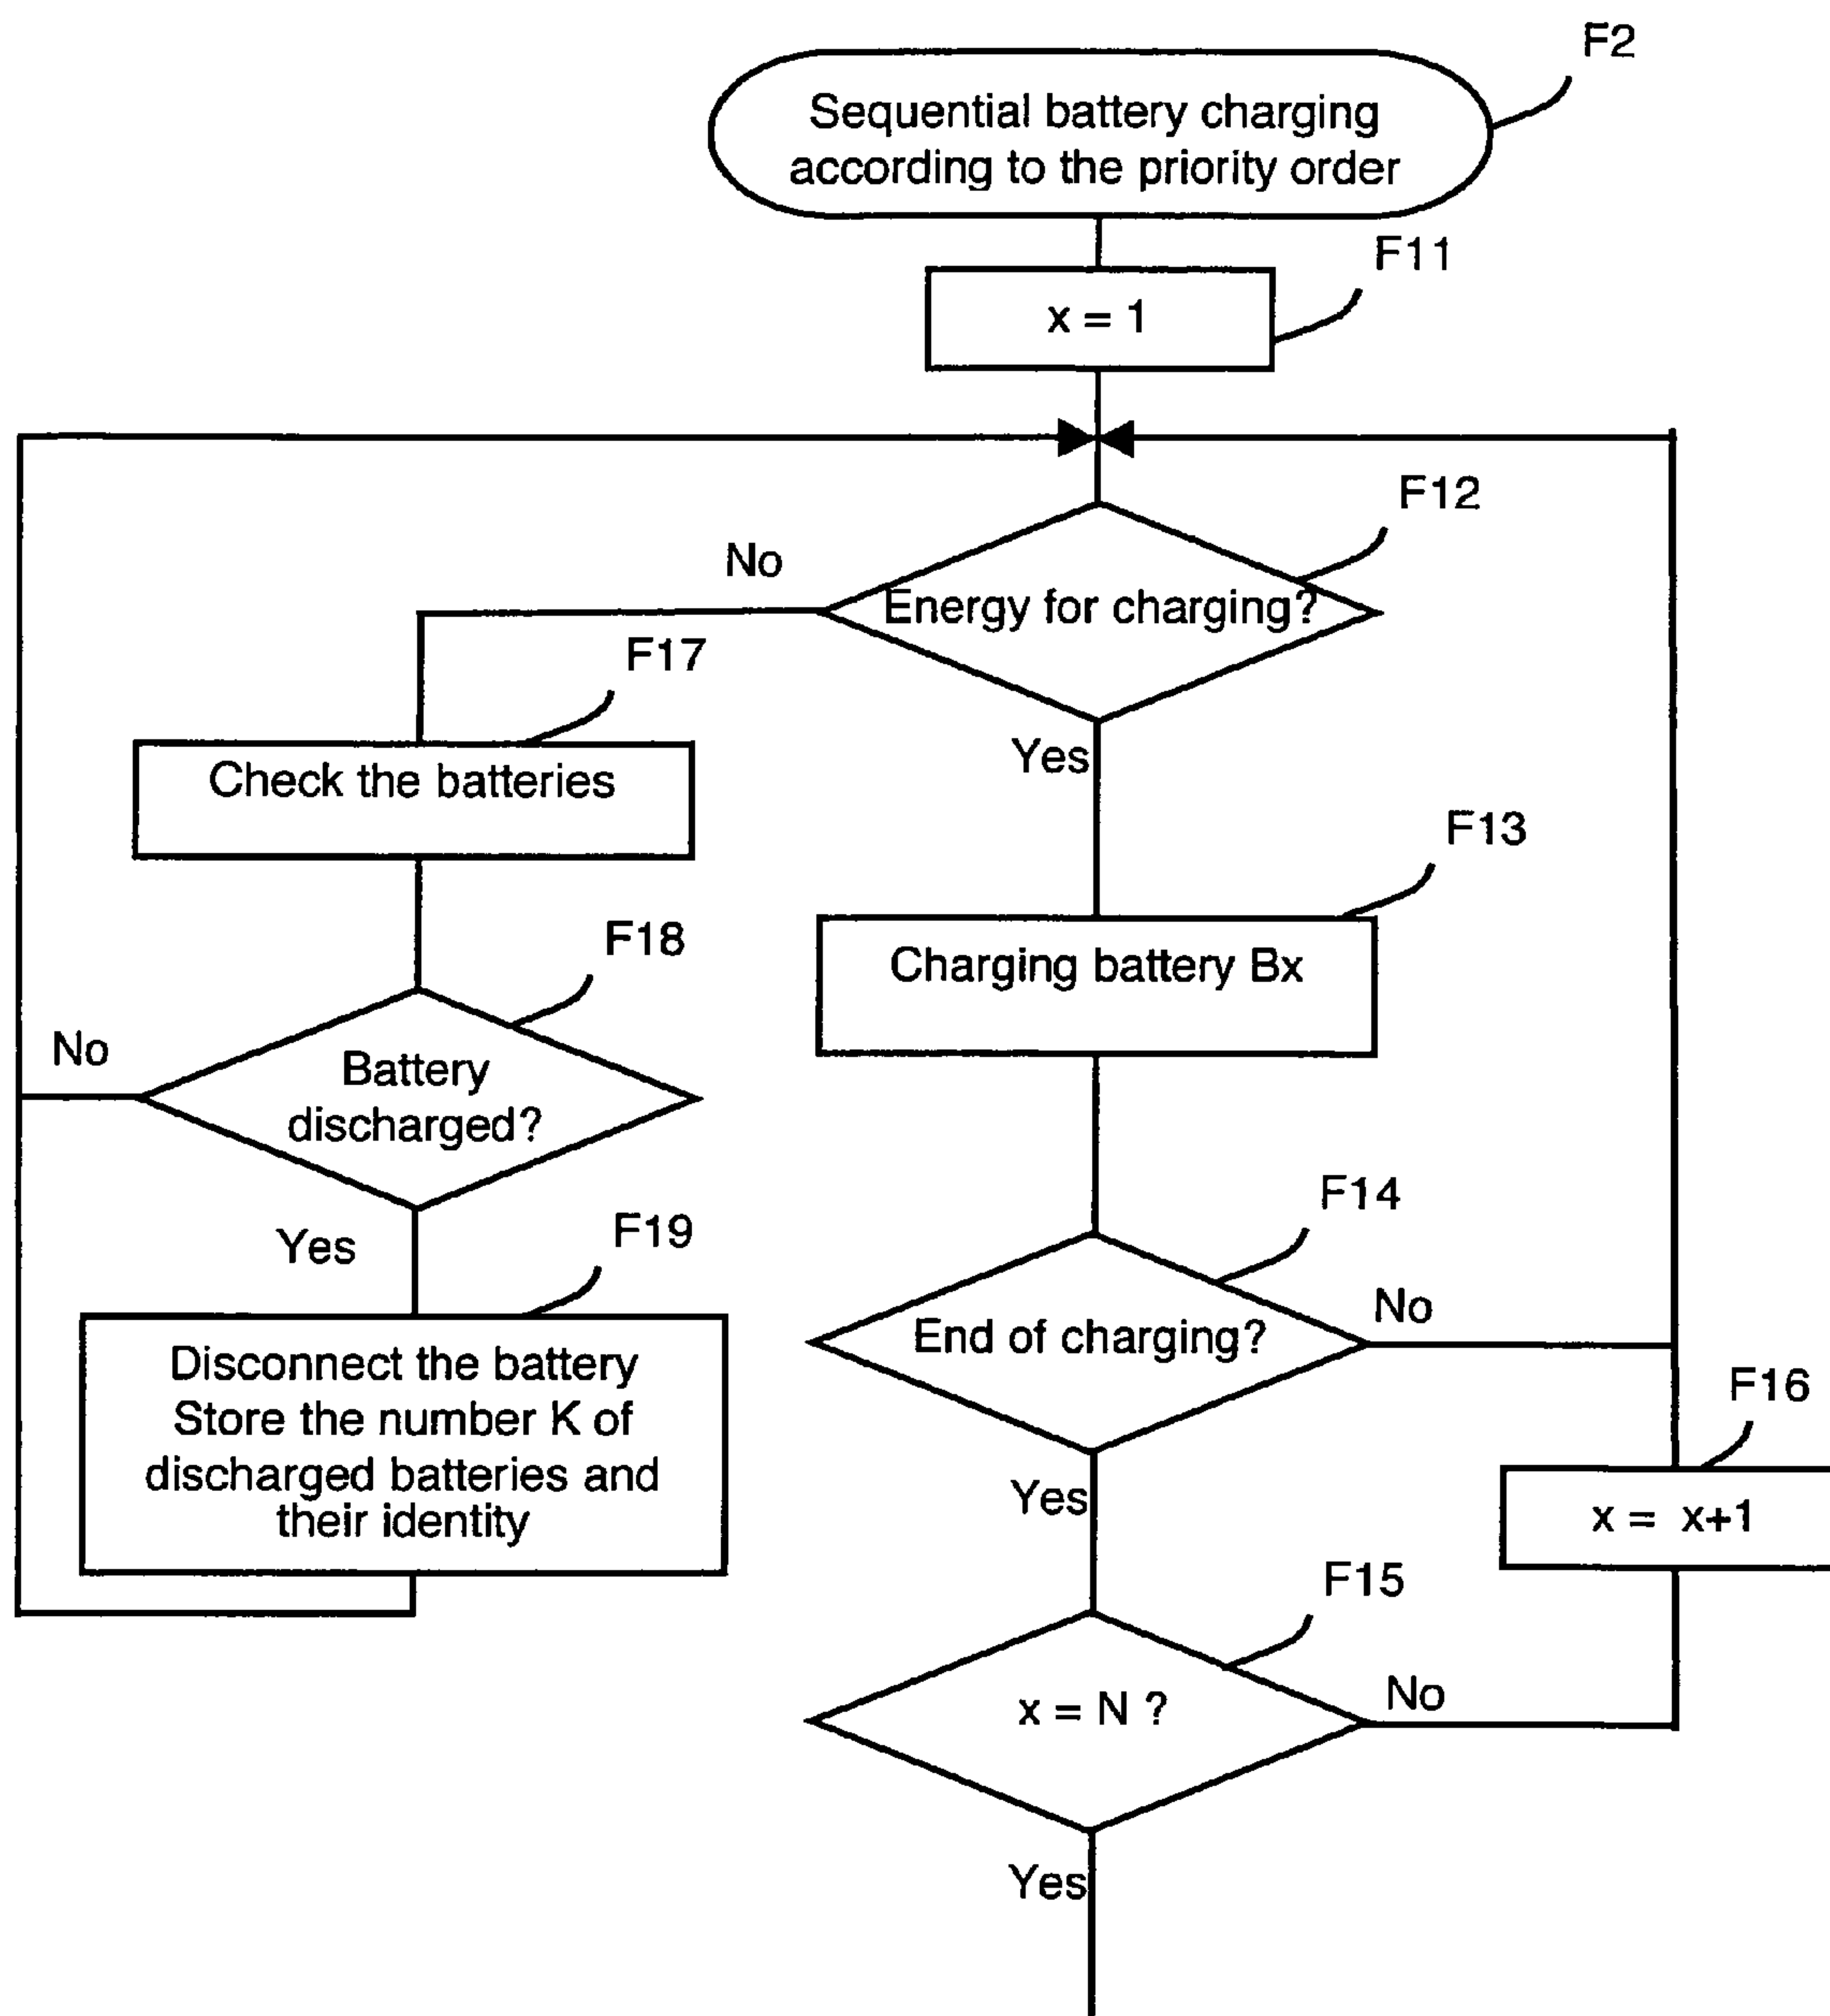 F2
Sequential battery charging
according to the priority order
F11
x = 1
F12
No
Energy for charging?
F17
Yes
Check the batteries
F13
F18
Charging battery Bx
No
Battery
discharged?
F14
Yes
F19
No
End of charging?
Disconnect the battery
Store the number K of
discharged batteries and
their identity
F16
Yes
x = x+1
F15
No
x = N ?
Yes